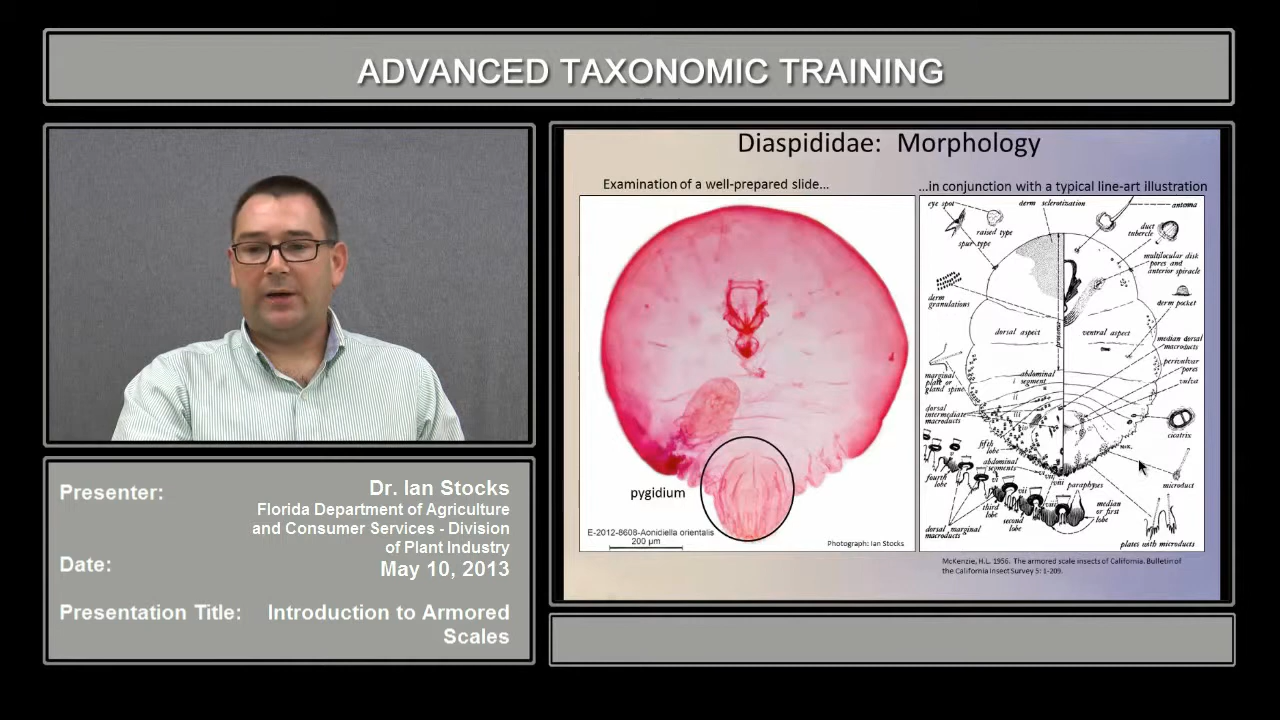 ADVANCED TAXONOMIC TRAINING
Presenter:
Dr. Ian Stocks
Florida Department of Agriculture
and Consumer Services - Division
of Plant Industry
Date:
May 10, 2013
Presentation Title:
Introduction to Armored
Scales
Diaspididae: Morphology
Examination of a well-prepared slide...
pygidium
E-2012-8608-Aonidiella orientalis
200 µm
Photograph: Ian Stocks
...in conjunction with a typical line-art illustration
eye spot
derm sclerotization
antenna
raised type
spur type
duct
tubercle
multilocular disk
pores and
anterior spiracle
derm
granulations
derm pocket
dorsal aspect
ventral aspect
median dorsal
macroducts
perivulvar
pores
vulva
marginal
plate or
gland spine
abdominal
segment
i
ii
iii
dorsal
intermediate
macroducts
cicatrix
fifth
lobe
abdominal
segments
fourth
lobe
vii
viii
paraphyses
microduct
third
lobe
second
lobe
median
or first
lobe
dorsal marginal
macroducts
plates with microducts
McKenzie, H.L. 1956. The armored scale insects of California. Bulletin of
the California Insect Survey 5: 1-209.